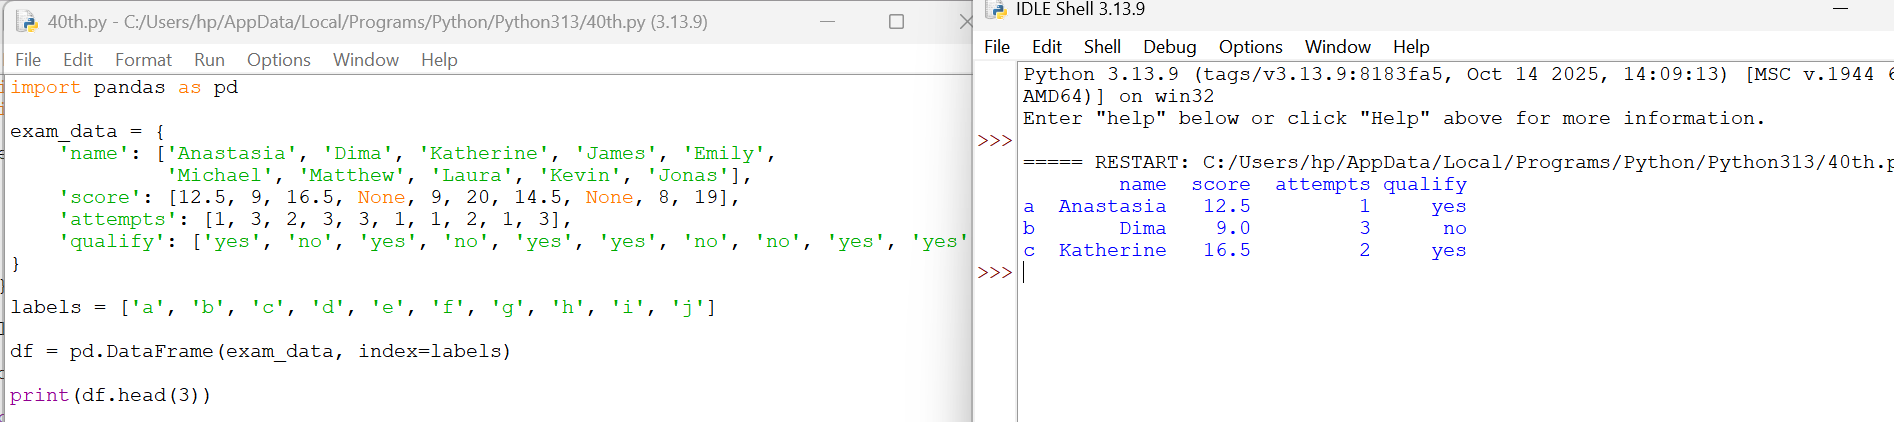 40th.py - C:/Users/hp/AppData/Local/Programs/Python/Python313/40th.py (3.13.9)
File Edit Format Run Options Window Help
import pandas as pd
exam_data = {
    'name': ['Anastasia', 'Dima', 'Katherine', 'James', 'Emily',
             'Michael', 'Matthew', 'Laura', 'Kevin', 'Jonas'],
    'score': [12.5, 9, 16.5, None, 9, 20, 14.5, None, 8, 19],
    'attempts': [1, 3, 2, 3, 3, 1, 1, 2, 1, 3],
    'qualify': ['yes', 'no', 'yes', 'no', 'yes', 'yes', 'no', 'no', 'yes', 'yes'
}
labels = ['a', 'b', 'c', 'd', 'e', 'f', 'g', 'h', 'i', 'j']
df = pd.DataFrame(exam_data, index=labels)
print(df.head(3))
IDLE Shell 3.13.9
File Edit Shell Debug Options Window Help
Python 3.13.9 (tags/v3.13.9:8183fa5, Oct 14 2025, 14:09:13) [MSC v.1944 6
AMD64)] on win32
Enter "help" below or click "Help" above for more information.
>>>
===== RESTART: C:/Users/hp/AppData/Local/Programs/Python/Python313/40th.p
        name  score  attempts qualify
a  Anastasia   12.5         1     yes
b       Dima    9.0         3      no
c  Katherine   16.5         2     yes
>>>